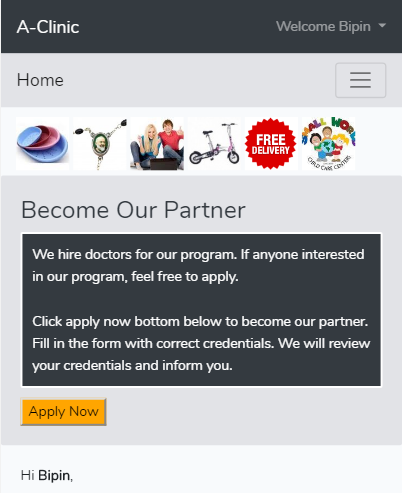 A-Clinic
Welcome Bipin
Home
FREE
DELIVERY
CHILD CARE CENTERS
Become Our Partner
We hire doctors for our program. If anyone interested
in our program, feel free to apply.
Click apply now bottom below to become our partner.
Fill in the form with correct credentials. We will review
your credentials and inform you.
Apply Now
Hi Bipin,